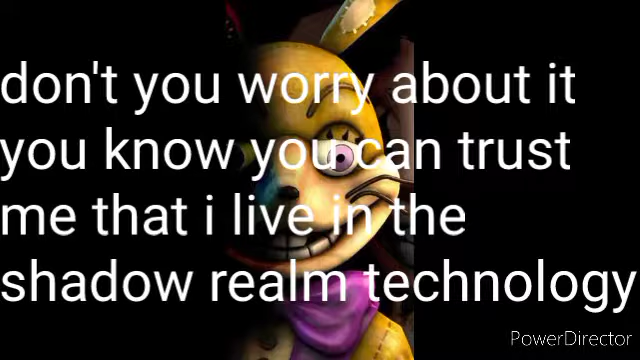 don't you worry about it
you know you can trust
me that i live in the
shadow realm technology
PowerDirector